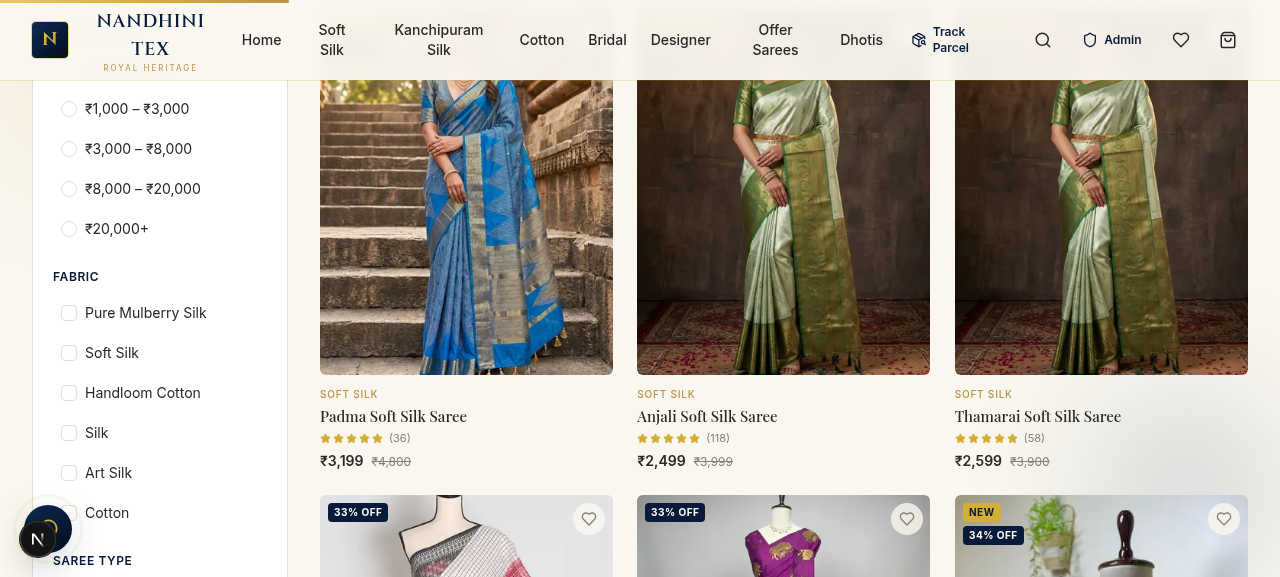 N
NANDHINI
TEX
ROYAL HERITAGE
Home
Soft
Silk
Kanchipuram
Silk
Cotton
Bridal
Designer
Offer
Sarees
Dhotis
Track
Parcel
Admin
₹1,000 – ₹3,000
₹3,000 – ₹8,000
₹8,000 – ₹20,000
₹20,000+
FABRIC
Pure Mulberry Silk
Soft Silk
Handloom Cotton
Silk
Art Silk
Cotton
N
SAREE TYPE
SOFT SILK
Padma Soft Silk Saree
(36)
₹3,199 ₹4,800
SOFT SILK
Anjali Soft Silk Saree
(118)
₹2,499 ₹3,999
SOFT SILK
Thamarai Soft Silk Saree
(58)
₹2,599 ₹3,900
33% OFF
33% OFF
NEW
34% OFF